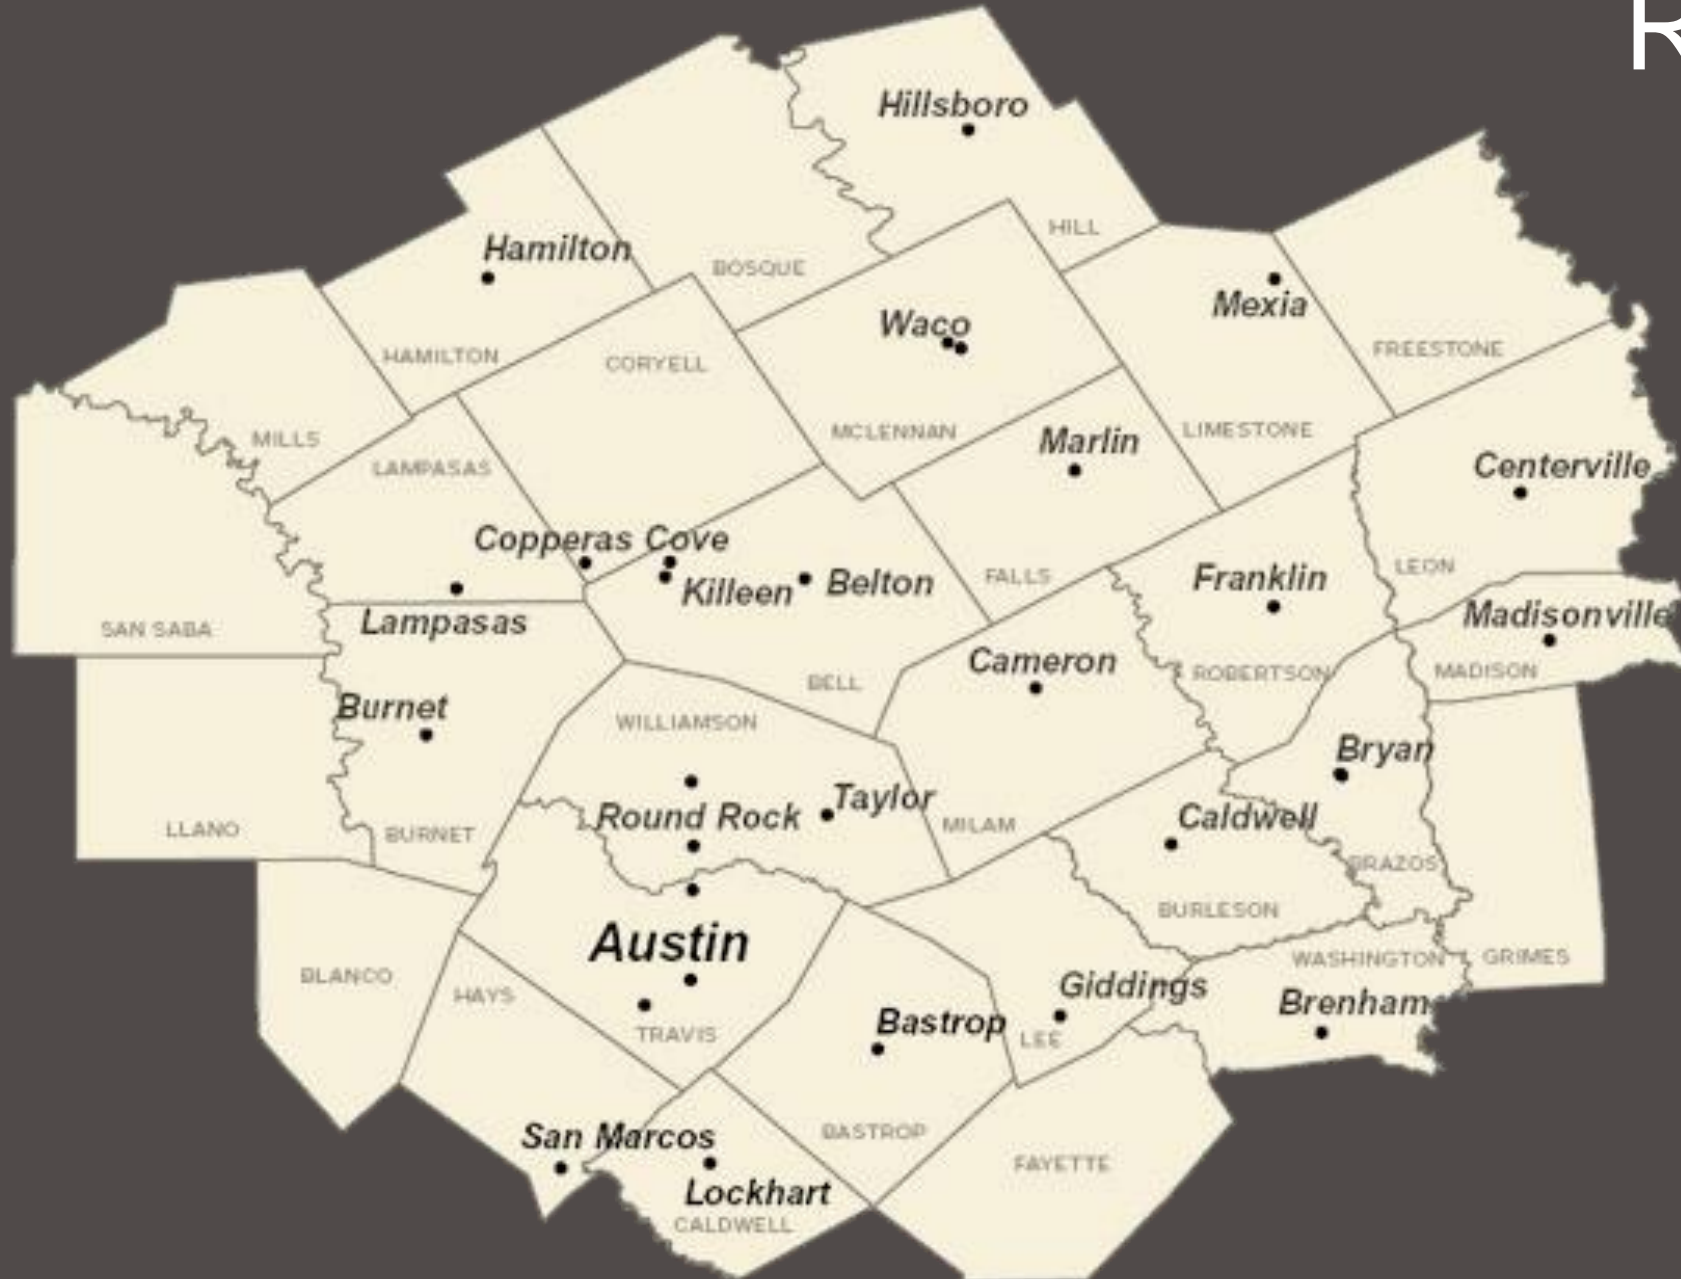 R
Hillsboro
HILL
Hamilton
BOSQUE
Waco
Mexia
HAMILTON
CORYELL
FREESTONE
MILLS
MCLENNAN
LIMESTONE
Marlin
LAMPASAS
Centerville
Copperas Cove
Killeen
Belton
FALLS
Franklin
LEON
Lampasas
SAN SABA
Madisonville
Cameron
BELL
ROBERTSON
MADISON
Burnet
WILLIAMSON
Bryan
Taylor
Round Rock
Caldwell
LLANO
BURNET
MILAM
BRAZOS
BURLESON
Austin
WASHINGTON
GRIMES
BLANCO
HAYS
Giddings
Brenham
Bastrop
TRAVIS
LEE
San Marcos
BASTROP
FAYETTE
Lockhart
CALDWELL